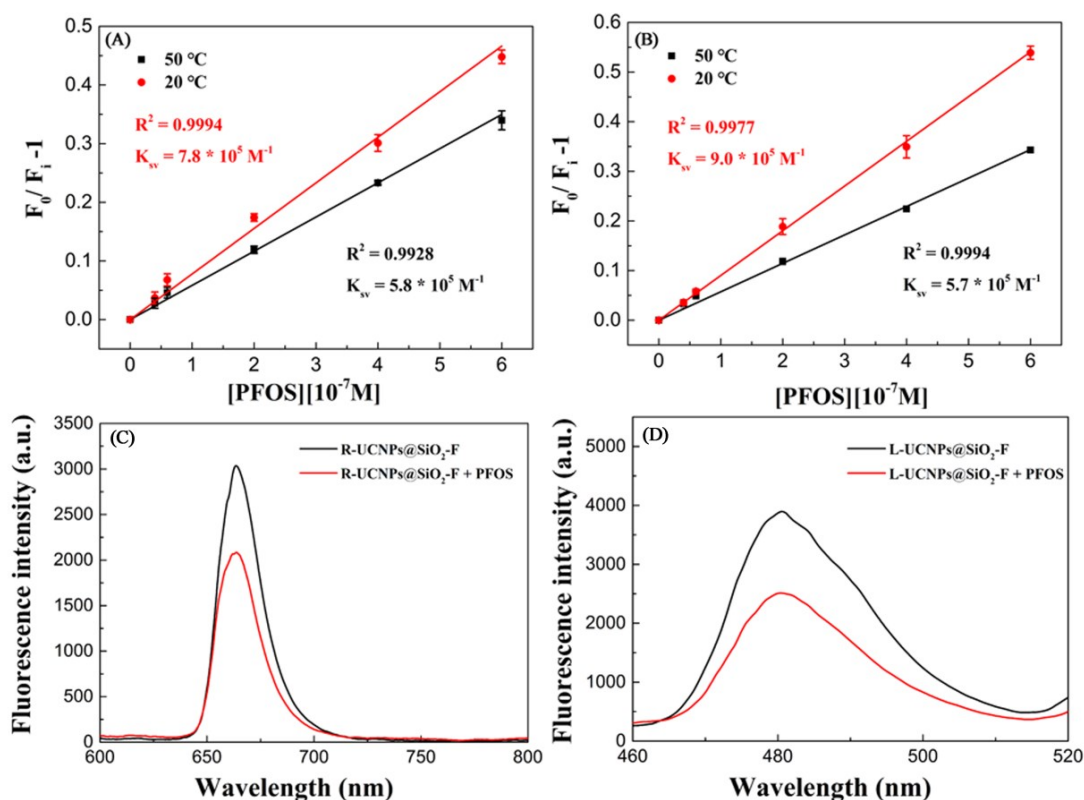 (A)
50 °C
20 °C
R² = 0.9994
Kₛᵥ = 7.8 * 10⁵ M⁻¹
R² = 0.9928
Kₛᵥ = 5.8 * 10⁵ M⁻¹
0.5
0.4
0.3
0.2
0.1
0.0
F₀/ Fᵢ -1
0 1 2 3 4 5 6
[PFOS][10⁻⁷M]
(B)
50 °C
20 °C
R² = 0.9977
Kₛᵥ = 9.0 * 10⁵ M⁻¹
R² = 0.9994
Kₛᵥ = 5.7 * 10⁵ M⁻¹
0.6
0.5
0.4
0.3
0.2
0.1
0.0
F₀/ Fᵢ -1
0 1 2 3 4 5 6
[PFOS][10⁻⁷M]
(C)
R-UCNPs@SiO₂-F
R-UCNPs@SiO₂-F + PFOS
3500
3000
2500
2000
1500
1000
500
0
Fluorescence intensity (a.u.)
600 650 700 750 800
Wavelength (nm)
(D)
L-UCNPs@SiO₂-F
L-UCNPs@SiO₂-F + PFOS
5000
4000
3000
2000
1000
0
Fluorescence intensity (a.u.)
460 480 500 520
Wavelength (nm)